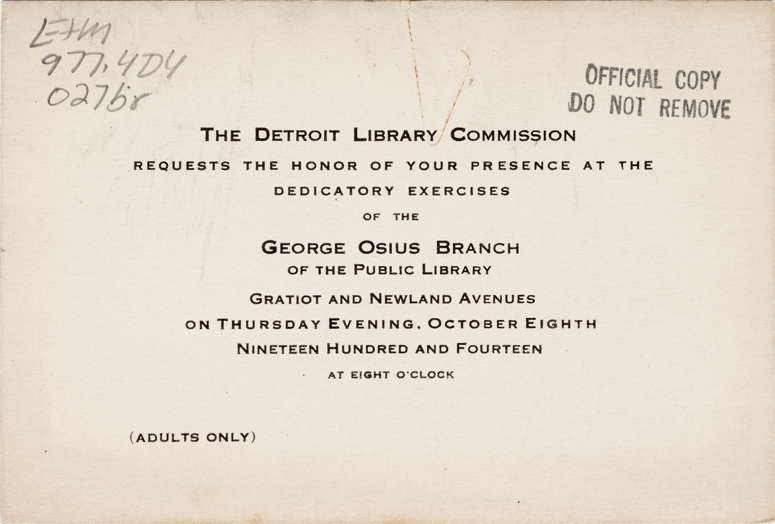 E+M
977.4D4
027br
OFFICIAL COPY
DO NOT REMOVE
THE DETROIT LIBRARY COMMISSION
REQUESTS THE HONOR OF YOUR PRESENCE AT THE
DEDICATORY EXERCISES
OF THE
GEORGE OSIUS BRANCH
OF THE PUBLIC LIBRARY
GRATIOT AND NEWLAND AVENUES
ON THURSDAY EVENING, OCTOBER EIGHTH
NINETEEN HUNDRED AND FOURTEEN
AT EIGHT O'CLOCK
(ADULTS ONLY)